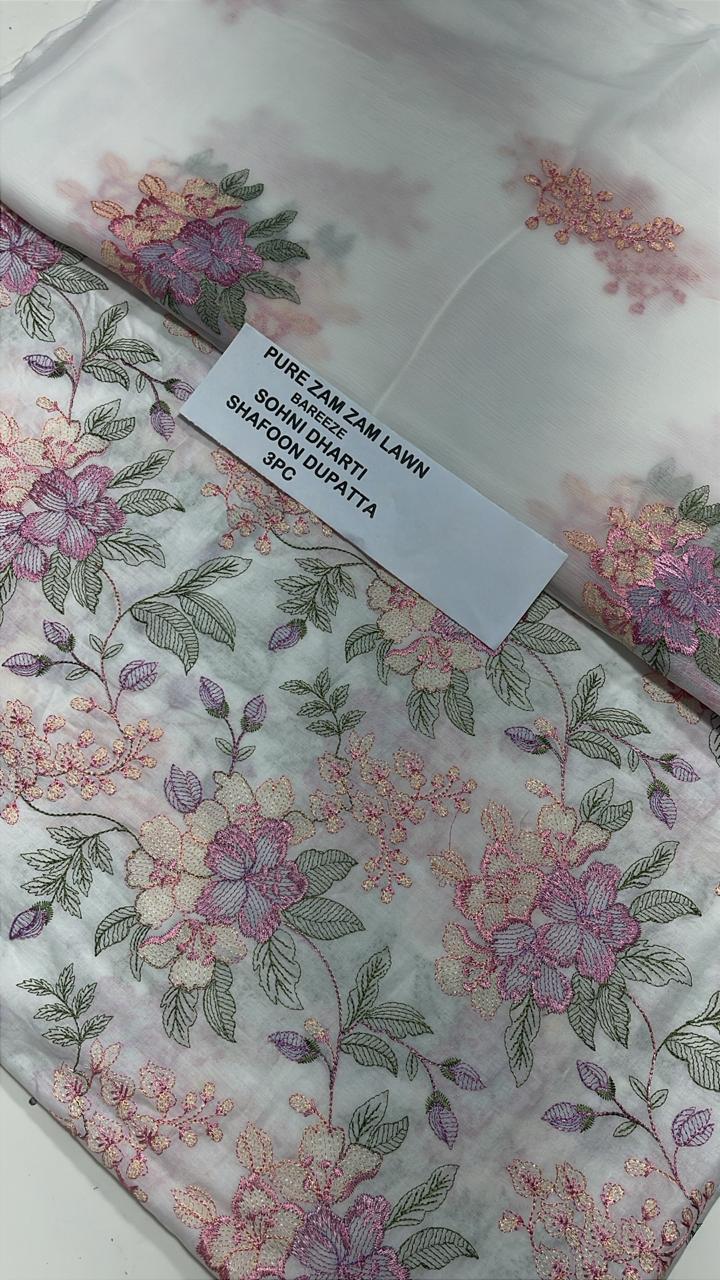 PURE ZAM ZAM LAWN
BAREEZE
SOHNI DHARTI
SHAFOON DUPATTA
3PC